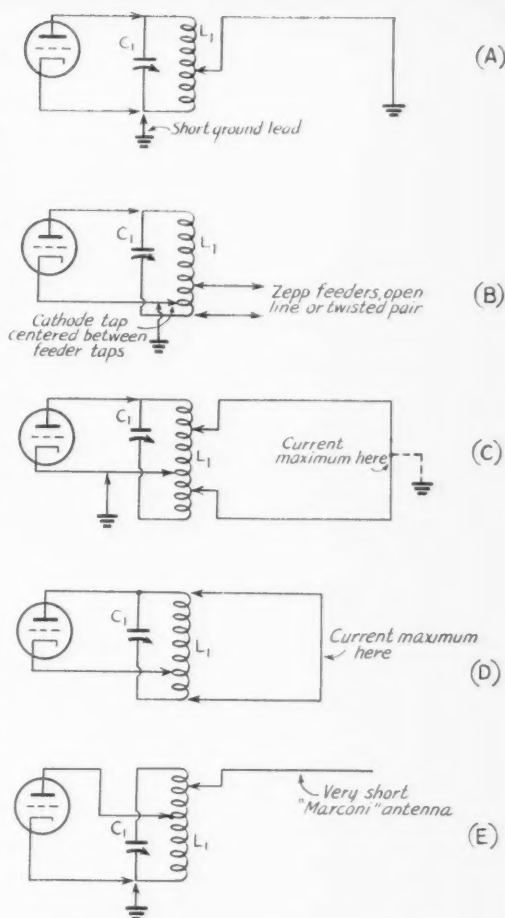 C1
L1
(A)
Short ground lead
C1
L1
(B)
Zepp feeders, open
line or twisted pair
Cathode tap
centered between
feeder taps
C1
L1
(C)
Current
maximum here
C1
L1
(D)
Current maximum
here
C1
L1
(E)
Very short
"Marconi" antenna